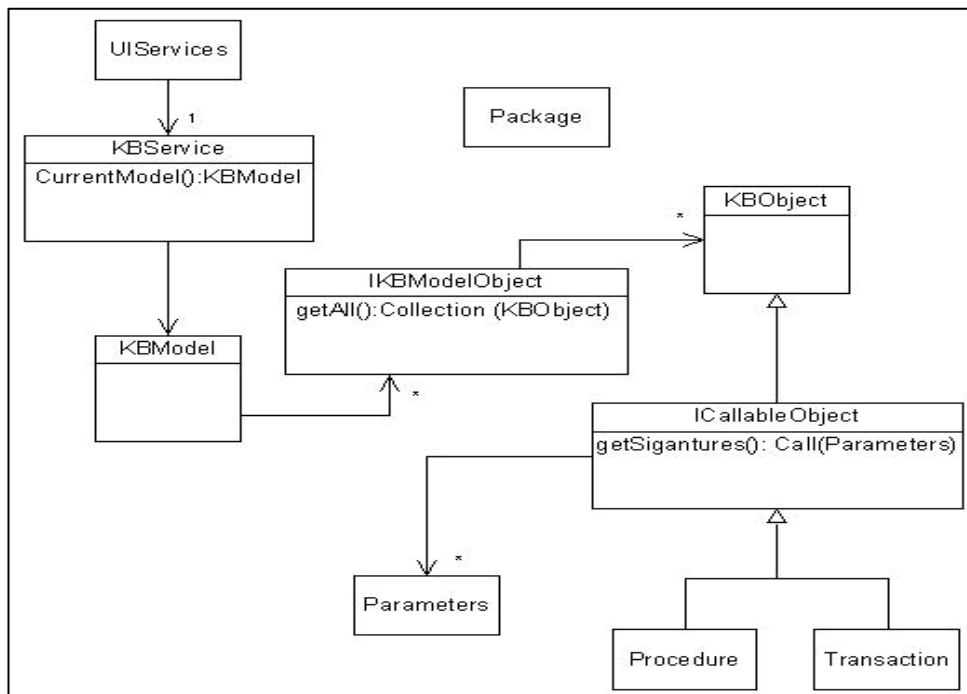 UIServices
1
KBService
CurrentModel():KBModel
Package
KBObject
*
IKBModelObject
getAll():Collection (KBObject)
KBModel
*
ICallableObject
getSigantures(): Call(Parameters)
*
Parameters
Procedure
Transaction